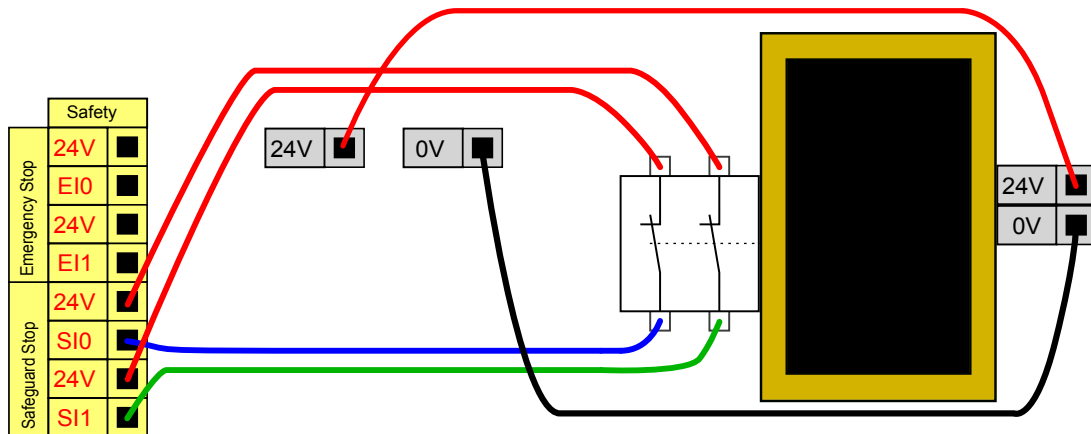 Safety
Emergency Stop
24V
EI0
24V
EI1
Safeguard Stop
24V
SI0
24V
SI1
24V
0V
24V
0V